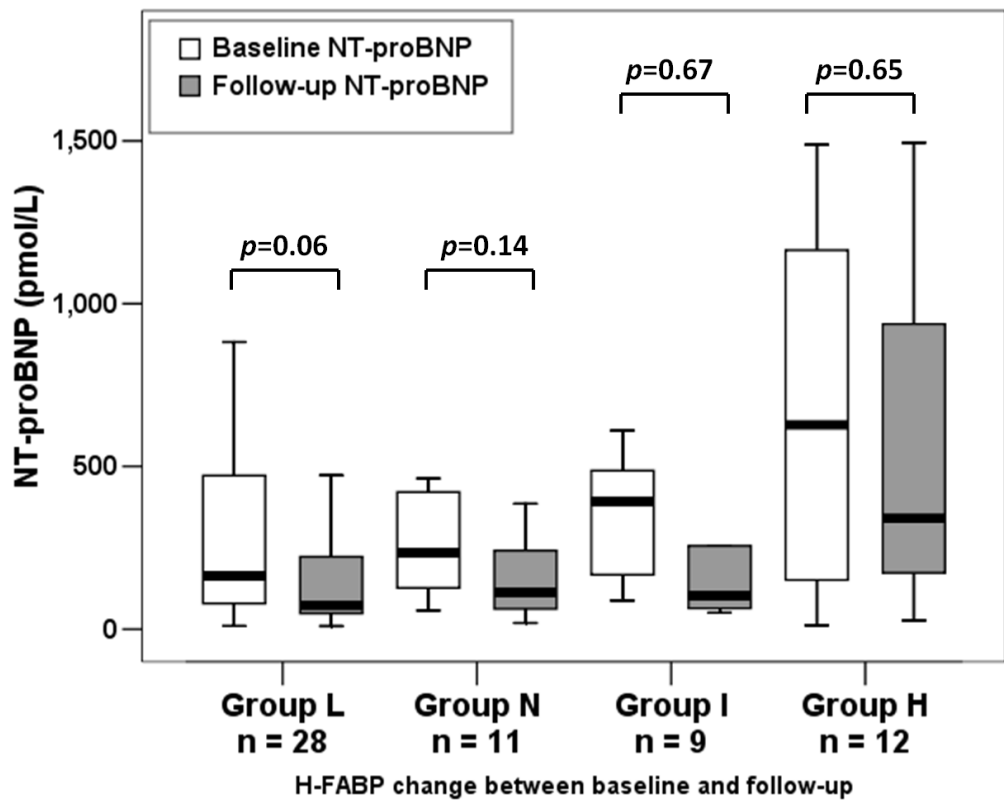 Baseline NT-proBNP
Follow-up NT-proBNP
p=0.67
p=0.65
p=0.06
p=0.14
NT-proBNP (pmol/L)
1,500
1,000
500
0
Group L
n = 28
Group N
n = 11
Group I
n = 9
Group H
n = 12
H-FABP change between baseline and follow-up